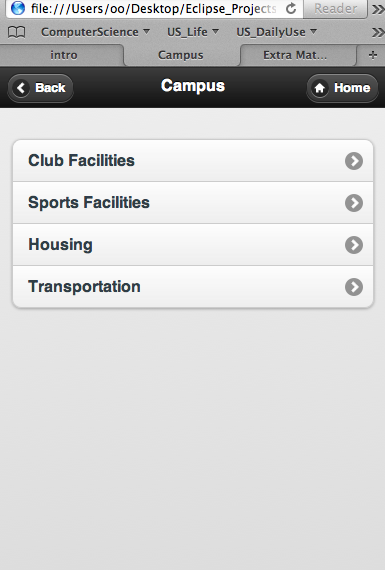 file:///Users/oo/Desktop/Eclipse_Projects Reader
ComputerScience US_Life US_DailyUse
intro Campus Extra Mat...
Back Campus Home
Club Facilities
Sports Facilities
Housing
Transportation